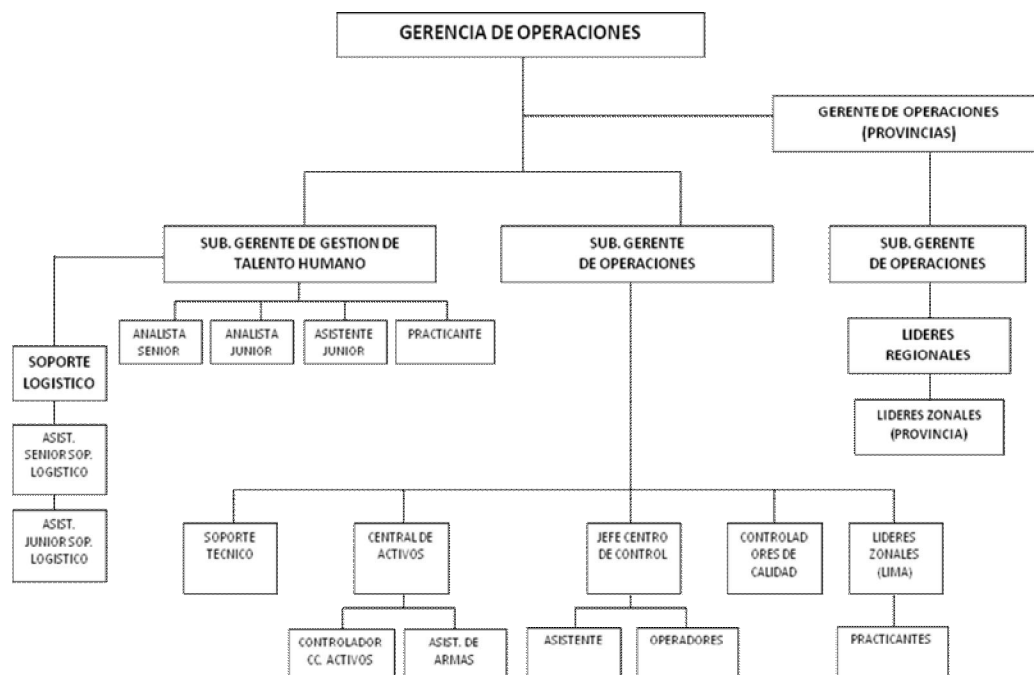 GERENCIA DE OPERACIONES
GERENTE DE OPERACIONES
(PROVINCIAS)
SUB. GERENTE DE GESTION DE
TALENTO HUMANO
SUB. GERENTE
DE OPERACIONES
SUB. GERENTE
DE OPERACIONES
ANALISTA
SENIOR
ANALISTA
JUNIOR
ASISTENTE
JUNIOR
PRACTICANTE
SOPORTE
LOGISTICO
LIDERES
REGIONALES
LIDERES ZONALES
(PROVINCIA)
ASIST.
SENIOR SOP.
LOGISTICO
ASIST.
JUNIOR SOP.
LOGISTICO
SOPORTE
TECNICO
CENTRAL DE
ACTIVOS
JEFE CENTRO
DE CONTROL
CONTROLAD
ORES DE
CALIDAD
LIDERES
ZONALES
(LIMA)
CONTROLADOR
CC. ACTIVOS
ASIST. DE
ARMAS
ASISTENTE
OPERADORES
PRACTICANTES